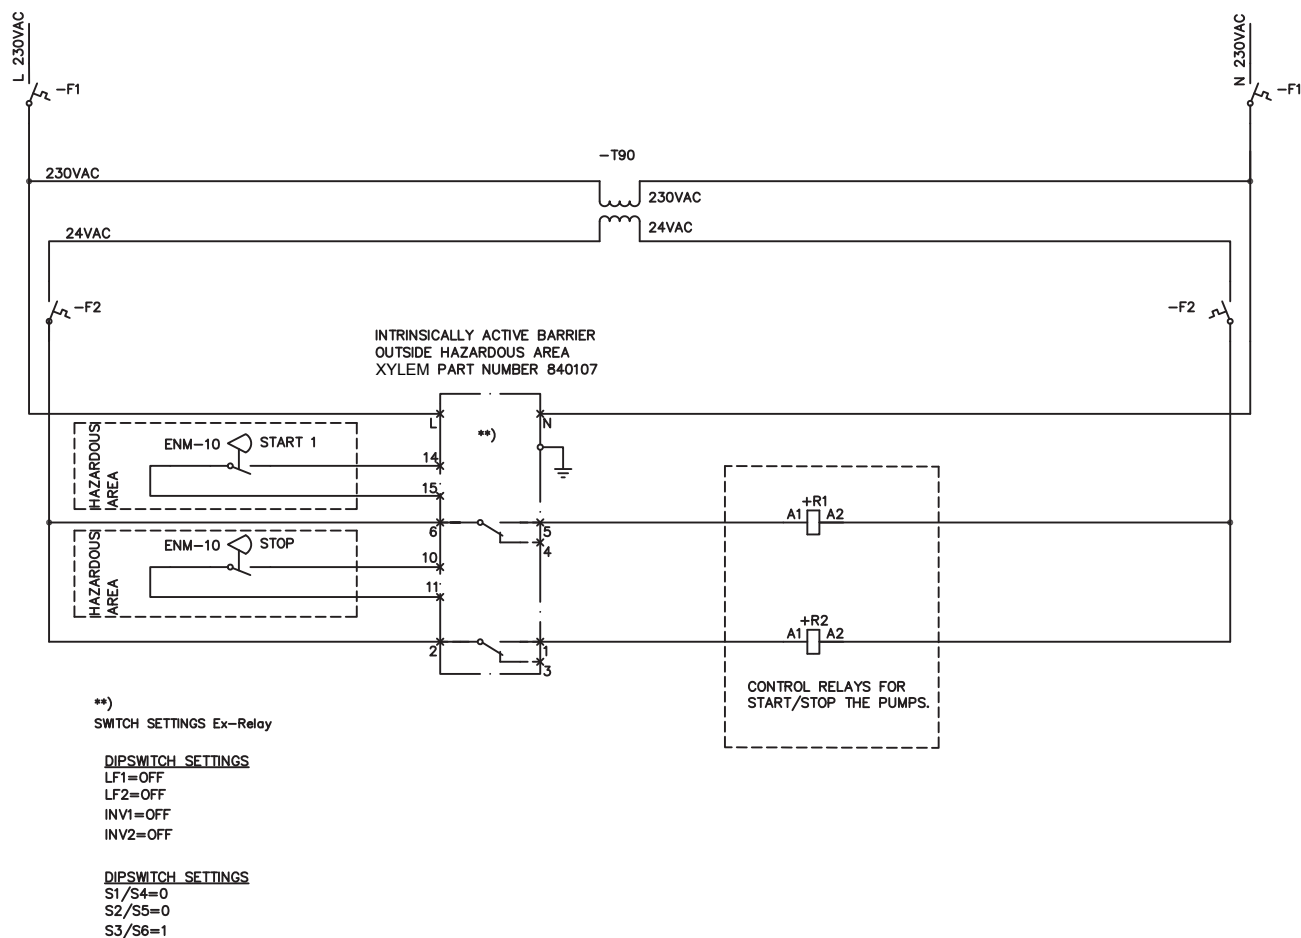 L 230VAC
N 230VAC
-F1
-F1
-T90
230VAC
230VAC
24VAC
24VAC
-F2
-F2
INTRINSICALLY ACTIVE BARRIER
OUTSIDE HAZARDOUS AREA
XYLEM PART NUMBER 840107
L
N
**)
HAZARDOUS
AREA
ENM-10
START 1
14
15
6
5
4
+R1
A1
A2
HAZARDOUS
AREA
ENM-10
STOP
10
11
2
1
3
+R2
A1
A2
CONTROL RELAYS FOR
START/STOP THE PUMPS.
**)
SWITCH SETTINGS Ex-Relay
DIPSWITCH SETTINGS
LF1=OFF
LF2=OFF
INV1=OFF
INV2=OFF
DIPSWITCH SETTINGS
S1/S4=0
S2/S5=0
S3/S6=1